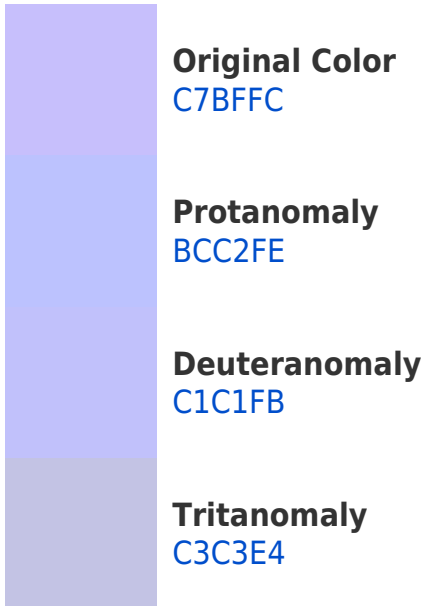 Original Color
C7BFFC
Protanomaly
BCC2FE
Deuteranomaly
C1C1FB
Tritanomaly
C3C3E4